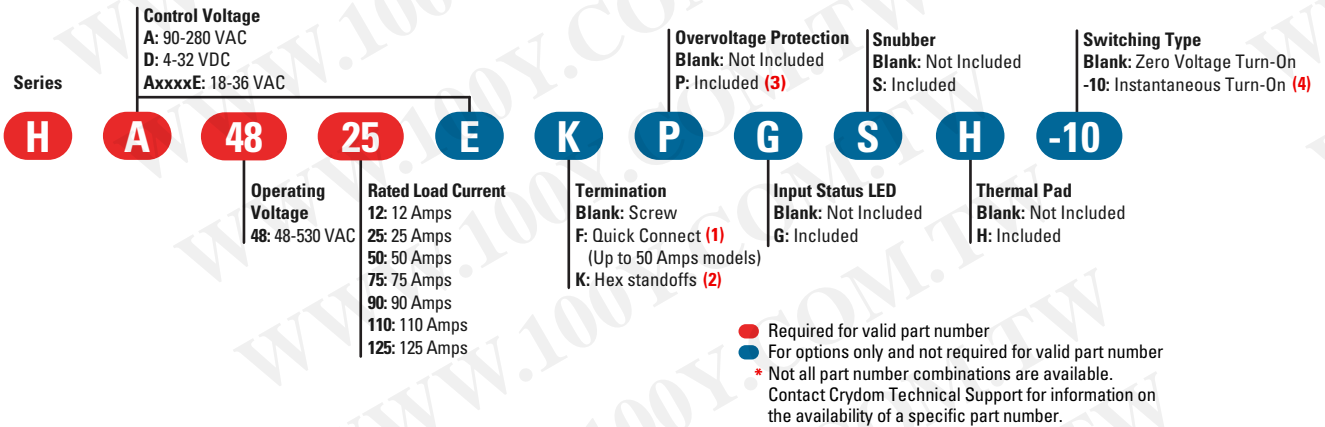 Control Voltage
A: 90-280 VAC
D: 4-32 VDC
AxxxxE: 18-36 VAC
Series
Overvoltage Protection
Blank: Not Included
P: Included (3)
Snubber
Blank: Not Included
S: Included
Switching Type
Blank: Zero Voltage Turn-On
-10: Instantaneous Turn-On (4)
H A 48 25 E K P G S H -10
Operating
Voltage
48: 48-530 VAC
Rated Load Current
12: 12 Amps
25: 25 Amps
50: 50 Amps
75: 75 Amps
90: 90 Amps
110: 110 Amps
125: 125 Amps
Termination
Blank: Screw
F: Quick Connect (1)
(Up to 50 Amps models)
K: Hex standoffs (2)
Input Status LED
Blank: Not Included
G: Included
Thermal Pad
Blank: Not Included
H: Included
Required for valid part number
For options only and not required for valid part number
* Not all part number combinations are available.
Contact Crydom Technical Support for information on
the availability of a specific part number.
WWW.100Y.COM.TW